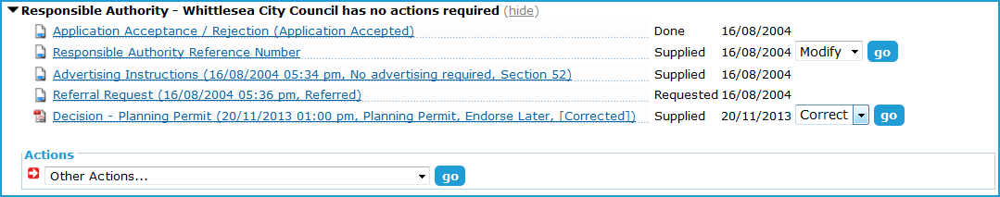 Responsible Authority - Whittlesea City Council has no actions required (hide)
Application Acceptance / Rejection (Application Accepted) Done 16/08/2004
Responsible Authority Reference Number Supplied 16/08/2004 Modify go
Advertising Instructions (16/08/2004 05:34 pm, No advertising required, Section 52) Supplied 16/08/2004
Referral Request (16/08/2004 05:36 pm, Referred) Requested 16/08/2004
Decision - Planning Permit (20/11/2013 01:00 pm, Planning Permit, Endorse Later, [Corrected]) Supplied 20/11/2013 Correct go
Actions
Other Actions... go